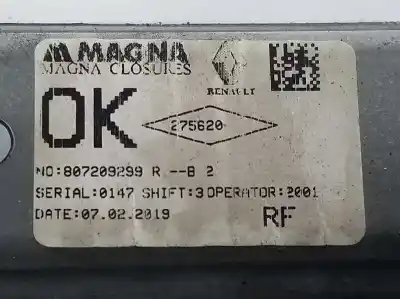 MAGNA
MAGNA CLOSURES
RENAULT
OK
275620
NO:807209299 R --B 2
SERIAL:0147 SHIFT:3 OPERATOR:2001
DATE:07.02.2019
RF